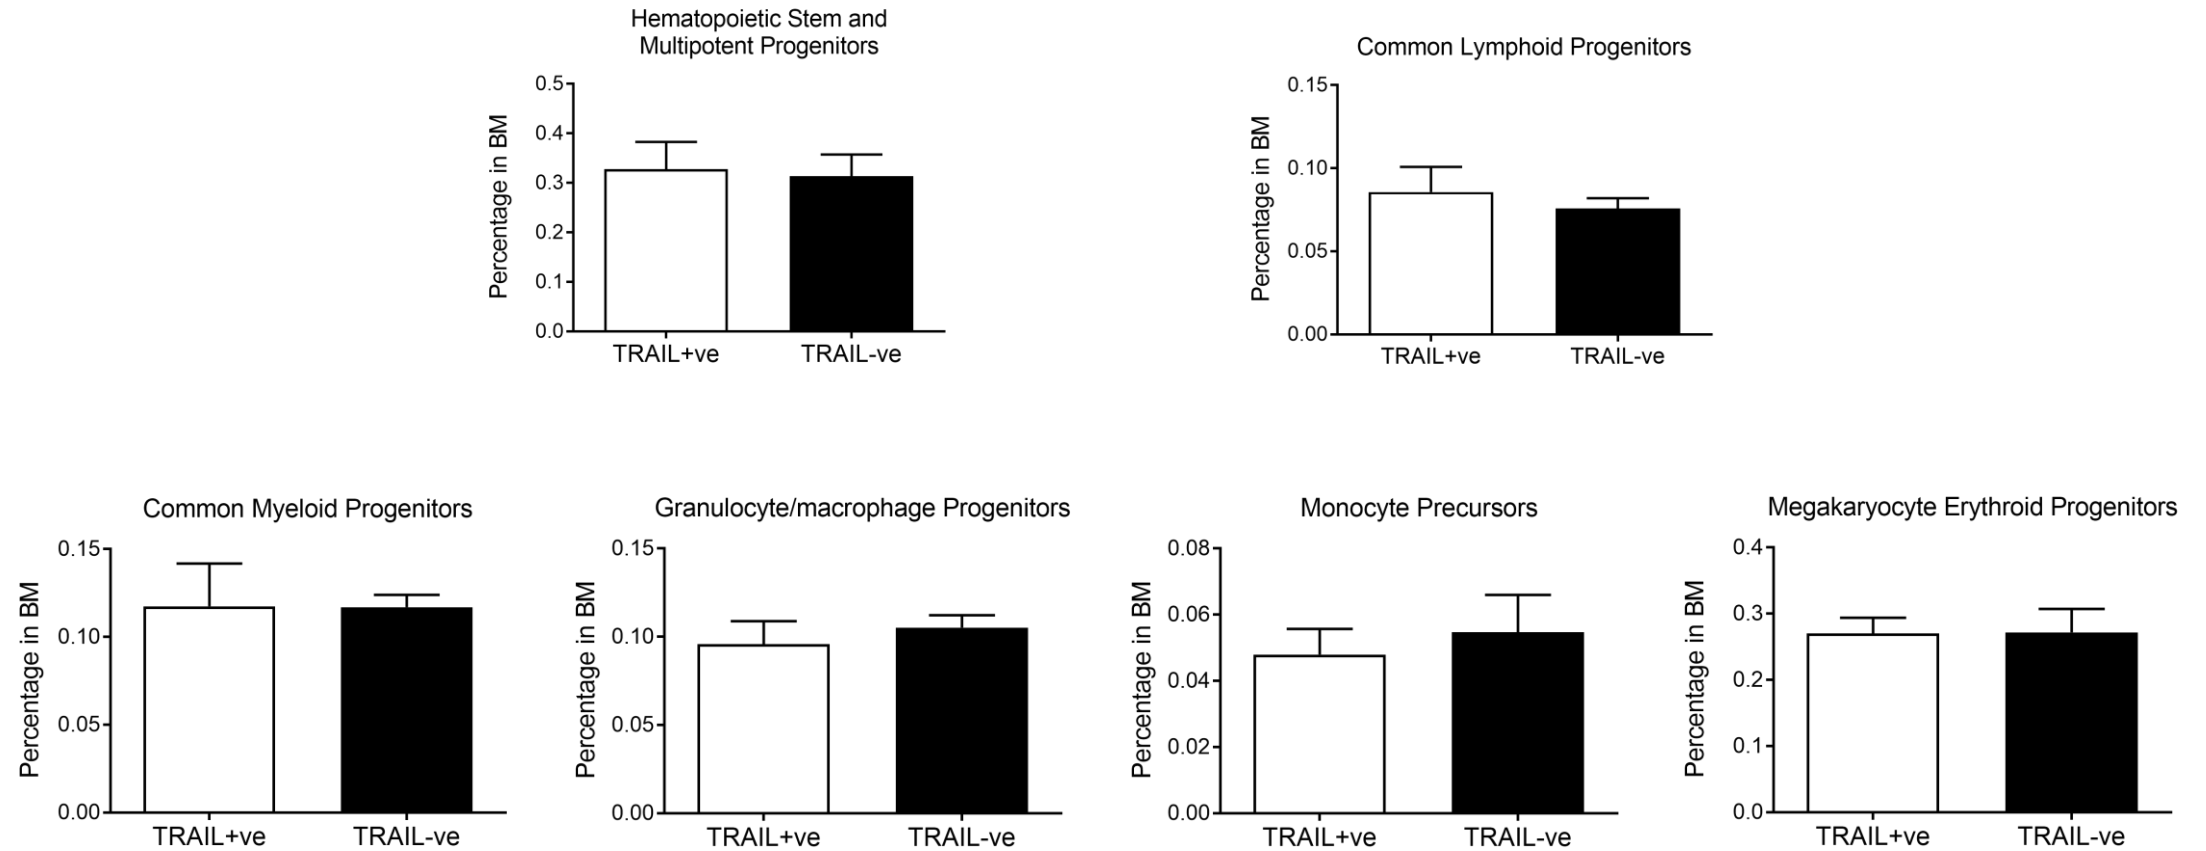 Hematopoietic Stem and
Multipotent Progenitors
Percentage in BM
0.5
0.4
0.3
0.2
0.1
0.0
TRAIL+ve TRAIL-ve
Common Lymphoid Progenitors
Percentage in BM
0.15
0.10
0.05
0.00
TRAIL+ve TRAIL-ve
Common Myeloid Progenitors
Percentage in BM
0.15
0.10
0.05
0.00
TRAIL+ve TRAIL-ve
Granulocyte/macrophage Progenitors
Percentage in BM
0.15
0.10
0.05
0.00
TRAIL+ve TRAIL-ve
Monocyte Precursors
Percentage in BM
0.08
0.06
0.04
0.02
0.00
TRAIL+ve TRAIL-ve
Megakaryocyte Erythroid Progenitors
Percentage in BM
0.4
0.3
0.2
0.1
0.0
TRAIL+ve TRAIL-ve